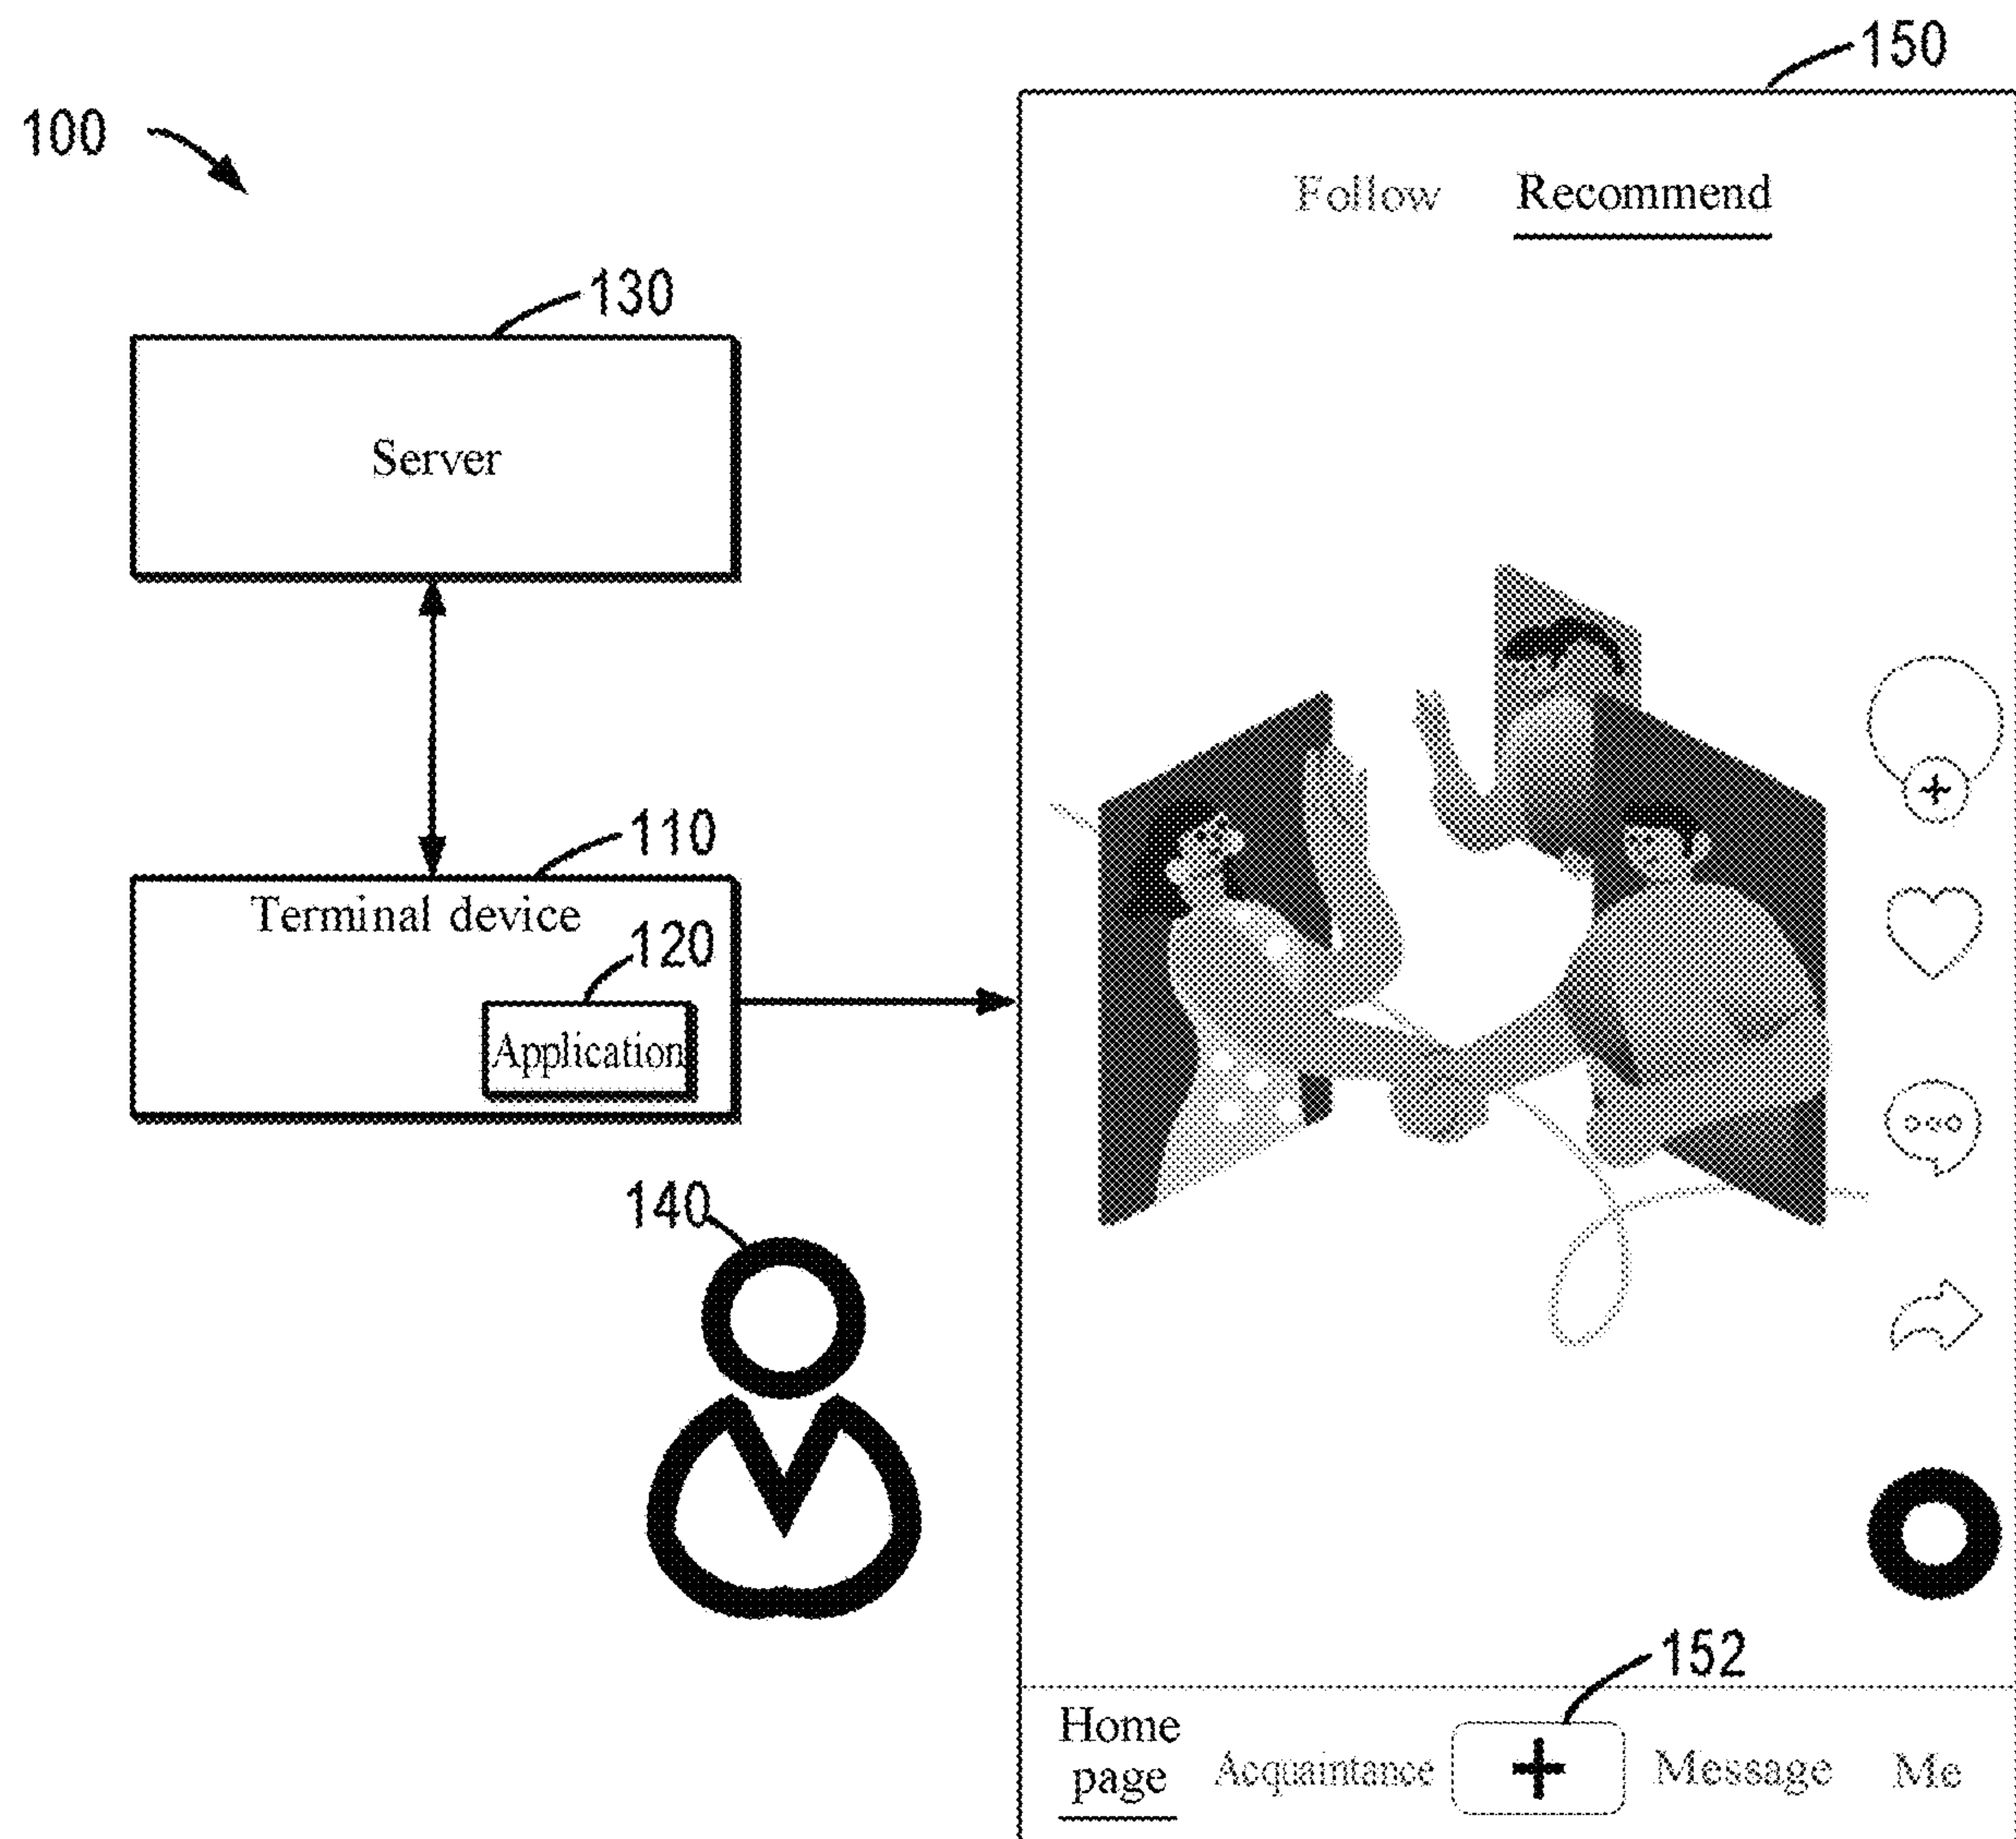 150
100
Follow Recommend
130
Server
110
Terminal device
120
Application
140
152
Home
page
Acquaintance
+
Message
Me